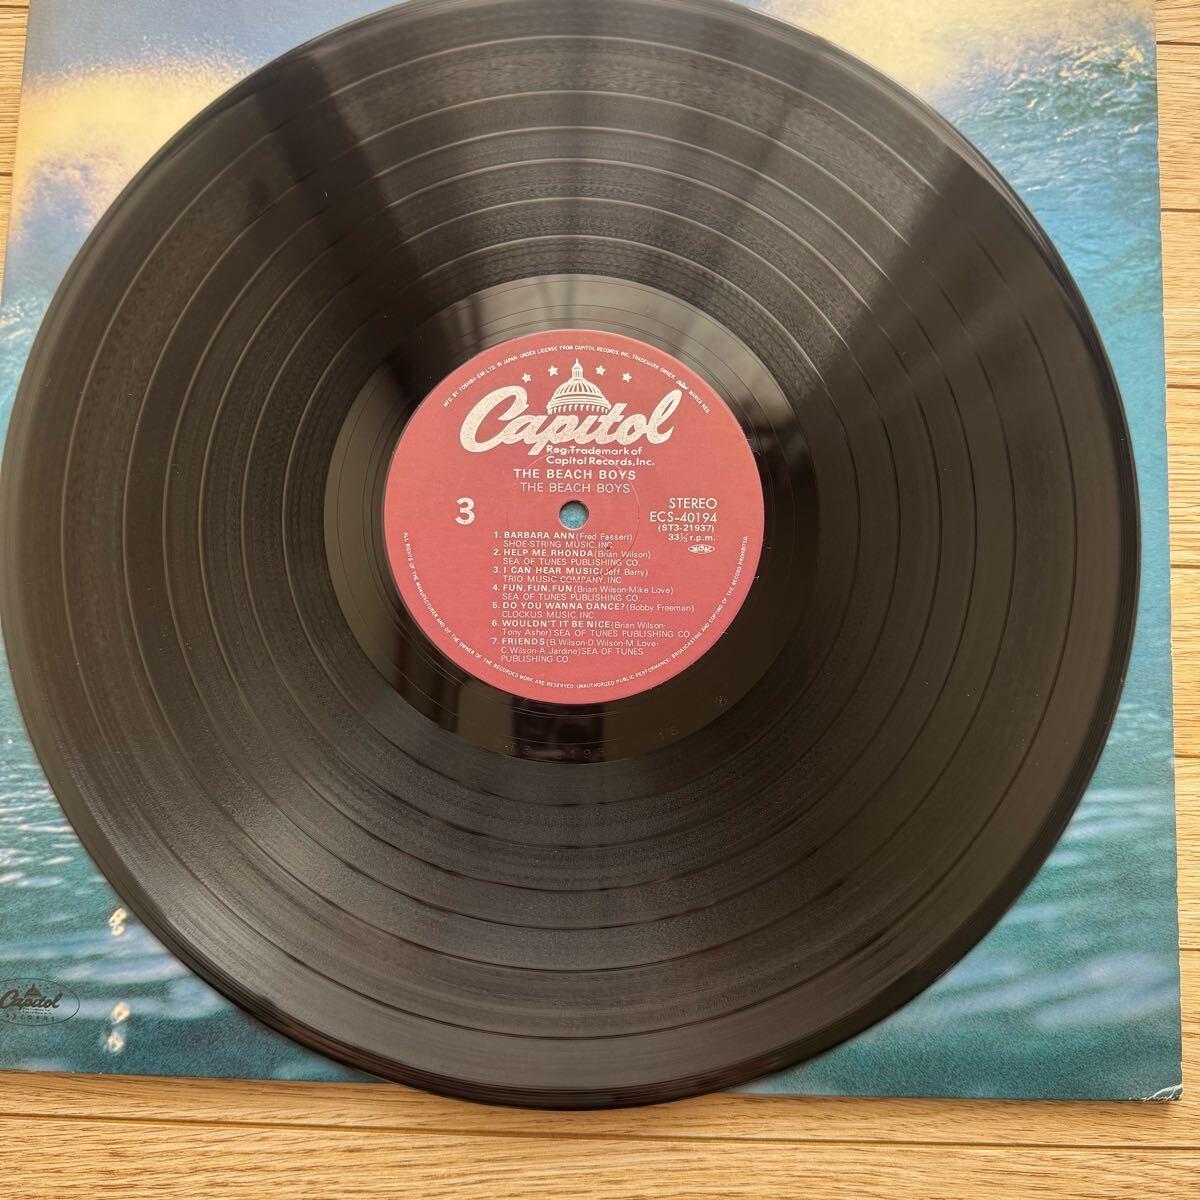 MFD. BY TOSHIBA-EMI LTD. IN JAPAN. UNDER LICENSE FROM CAPITOL RECORDS, INC. TRADEMARK OWNER. Capitol MARCA REG.
Capitol
Reg.Trademark of
Capitol Records,Inc.
THE BEACH BOYS
THE BEACH BOYS
3
STEREO
ECS-40194
(ST3-21937)
33⅓ r.p.m.
1. BARBARA ANN (Fred Fassert)
SHOE-STRING MUSIC, INC.
2. HELP ME, RHONDA (Brian Wilson)
SEA OF TUNES PUBLISHING CO.
3. I CAN HEAR MUSIC (Jeff Barry)
TRIO MUSIC COMPANY, INC.
4. FUN, FUN, FUN (Brian Wilson-Mike Love)
SEA OF TUNES PUBLISHING CO.
5. DO YOU WANNA DANCE? (Bobby Freeman)
CLOCKUS MUSIC, INC.
6. WOULDN'T IT BE NICE (Brian Wilson-
Tony Asher) SEA OF TUNES PUBLISHING CO.
7. FRIENDS (B. Wilson-D. Wilson-M. Love-
C. Wilson-A. Jardine) SEA OF TUNES
PUBLISHING CO.
ALL RIGHTS OF THE MANUFACTURER AND OF THE OWNER OF THE RECORDED WORK ARE RESERVED. UNAUTHORIZED PUBLIC PERFORMANCE, BROADCASTING AND COPYING OF THE RECORD PROHIBITED.
Capitol
RECORDS